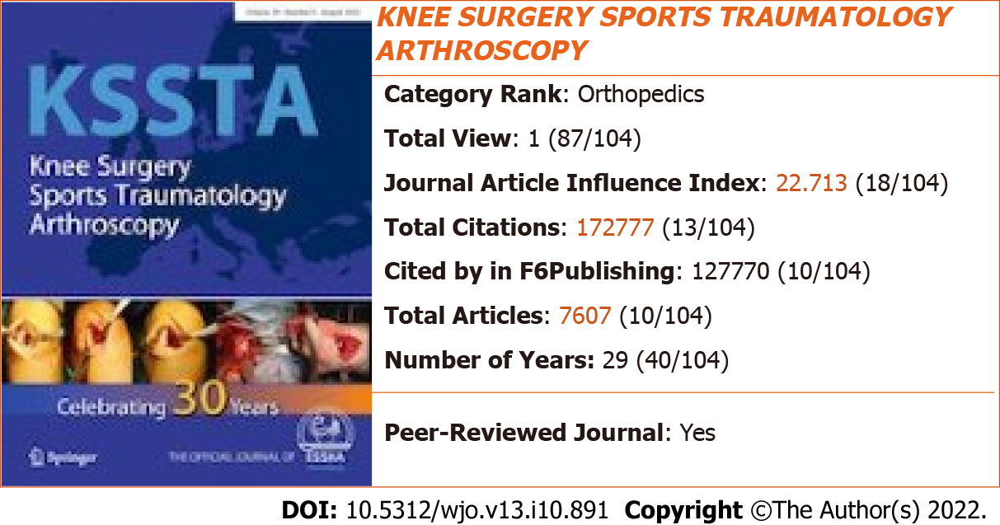 KNEE SURGERY SPORTS TRAUMATOLOGY
ARTHROSCOPY
KSSTA
Knee Surgery
Sports Traumatology
Arthroscopy
Celebrating 30 Years
Springer
THE OFFICIAL JOURNAL OF
ESSKA
Category Rank: Orthopedics
Total View: 1 (87/104)
Journal Article Influence Index: 22.713 (18/104)
Total Citations: 172777 (13/104)
Cited by in F6Publishing: 127770 (10/104)
Total Articles: 7607 (10/104)
Number of Years: 29 (40/104)
Peer-Reviewed Journal: Yes
DOI: 10.5312/wjo.v13.i10.891 Copyright ©The Author(s) 2022.